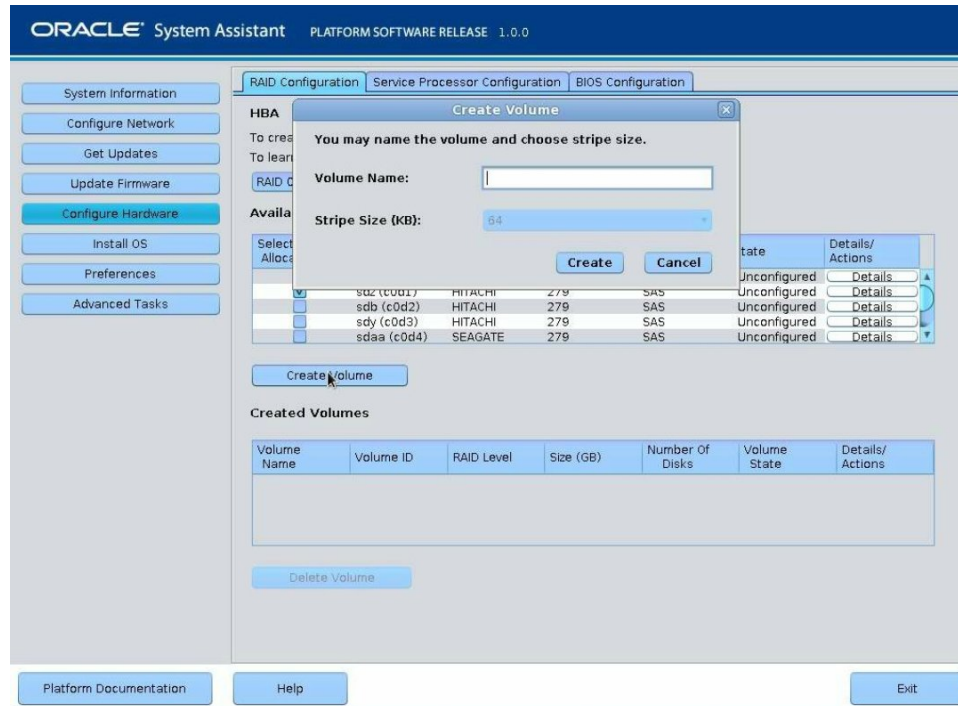 ORACLE System Assistant PLATFORM SOFTWARE RELEASE 1.0.0
System Information
Configure Network
Get Updates
Update Firmware
Configure Hardware
Install OS
Preferences
Advanced Tasks
RAID Configuration Service Processor Configuration BIOS Configuration
HBA
To crea
To lear
RAID
Create Volume
You may name the volume and choose stripe size.
Volume Name:
Stripe Size (KB): 64
Create Cancel
Availa
Select
Alloca
tate
Details/
Actions
Unconfigured Details
sdz (c0d1) HITACHI 279 SAS Unconfigured Details
sdb (c0d2) HITACHI 279 SAS Unconfigured Details
sdy (c0d3) HITACHI 279 SAS Unconfigured Details
sdaa (c0d4) SEAGATE 279 SAS Unconfigured Details
Create Volume
Created Volumes
Volume Name Volume ID RAID Level Size (GB) Number Of Disks Volume State Details/ Actions
Delete Volume
Platform Documentation Help Exit